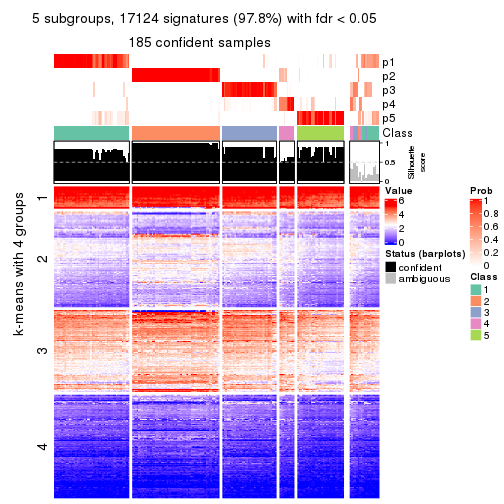 5 subgroups, 17124 signatures (97.8%) with fdr < 0.05
185 confident samples
p1
p2
p3
p4
p5
Class
1
0.5
0
Silhouette
score
k-means with 4 groups
1
2
3
4
Value
6
4
2
0
Status (barplots)
confident
ambiguous
Prob
1
0.8
0.6
0.4
0.2
0
Class
1
2
3
4
5